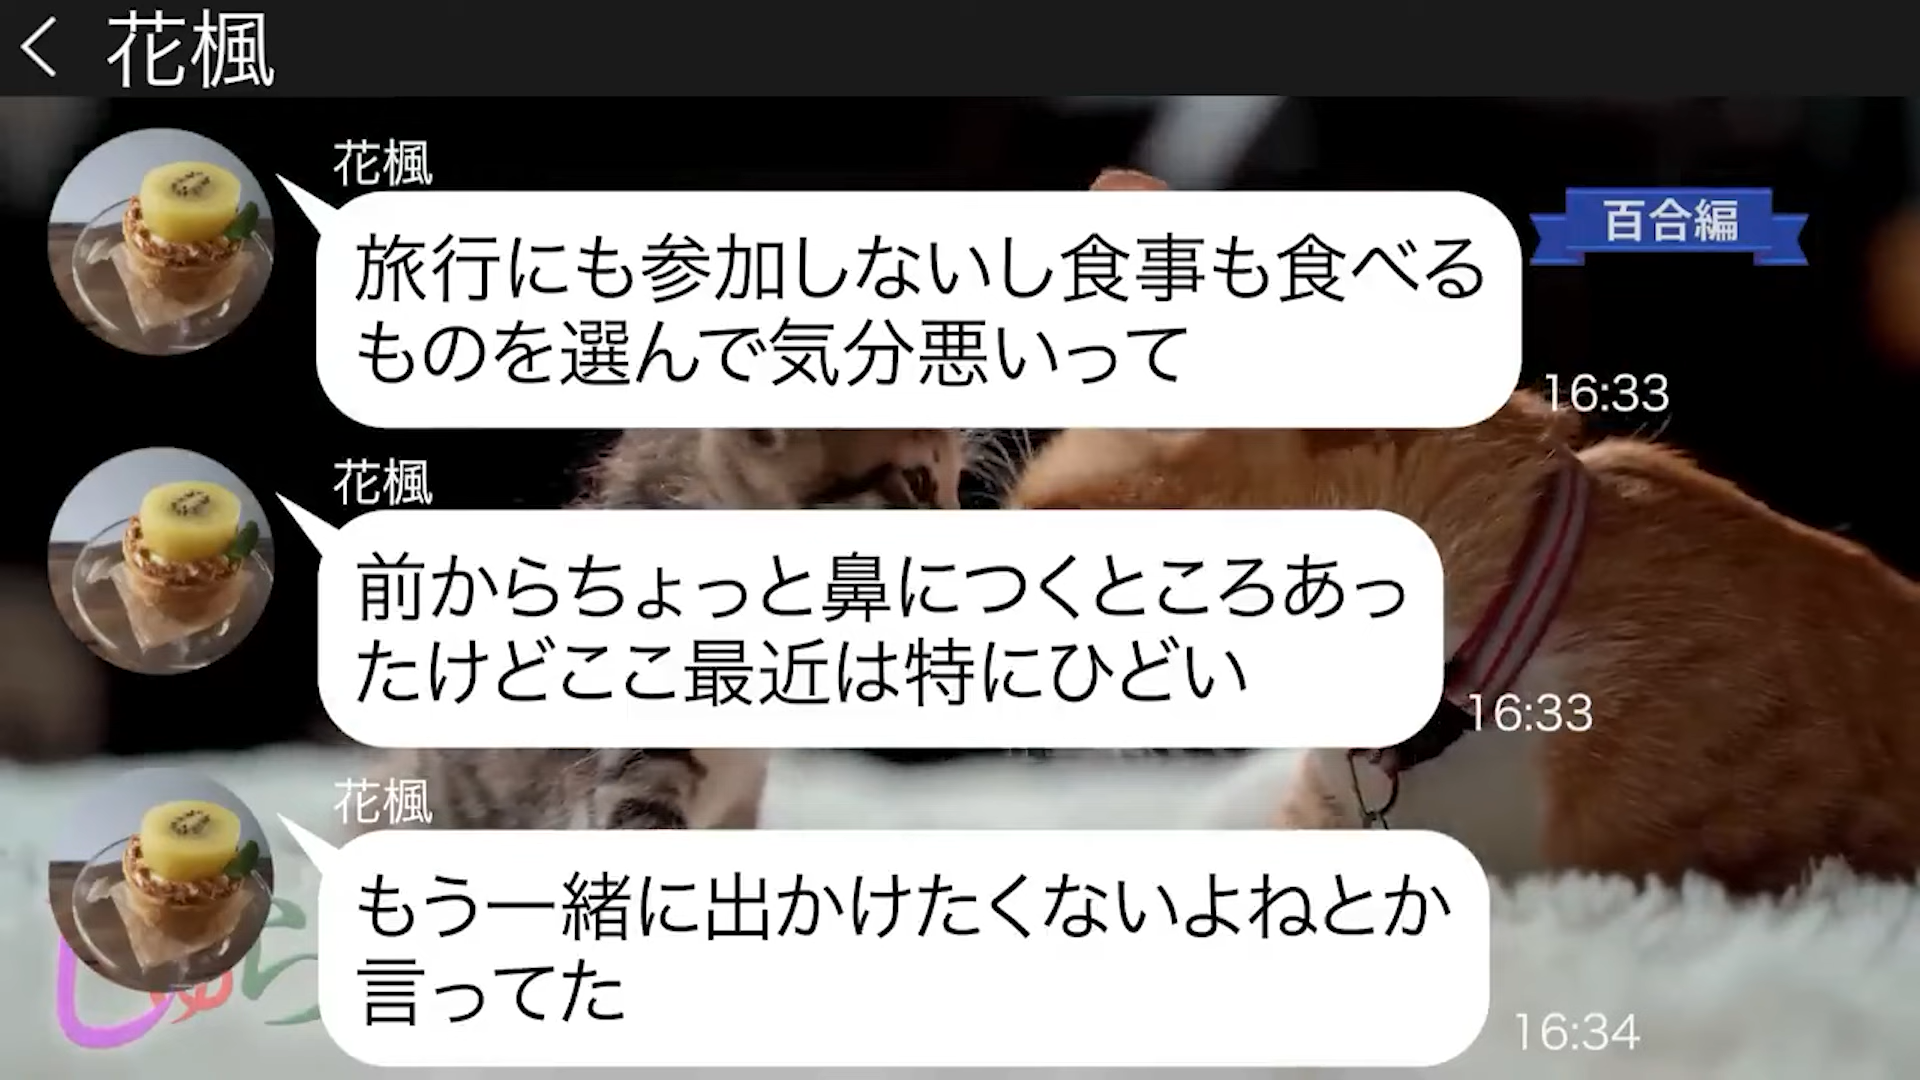 花楓
花楓
百合編
旅行にも参加しないし食事も食べる
ものを選んで気分悪いって
16:33
花楓
前からちょっと鼻につくところあっ
たけどここ最近は特にひどい
16:33
花楓
もう一緒に出かけたくないよねとか
言ってた
16:34